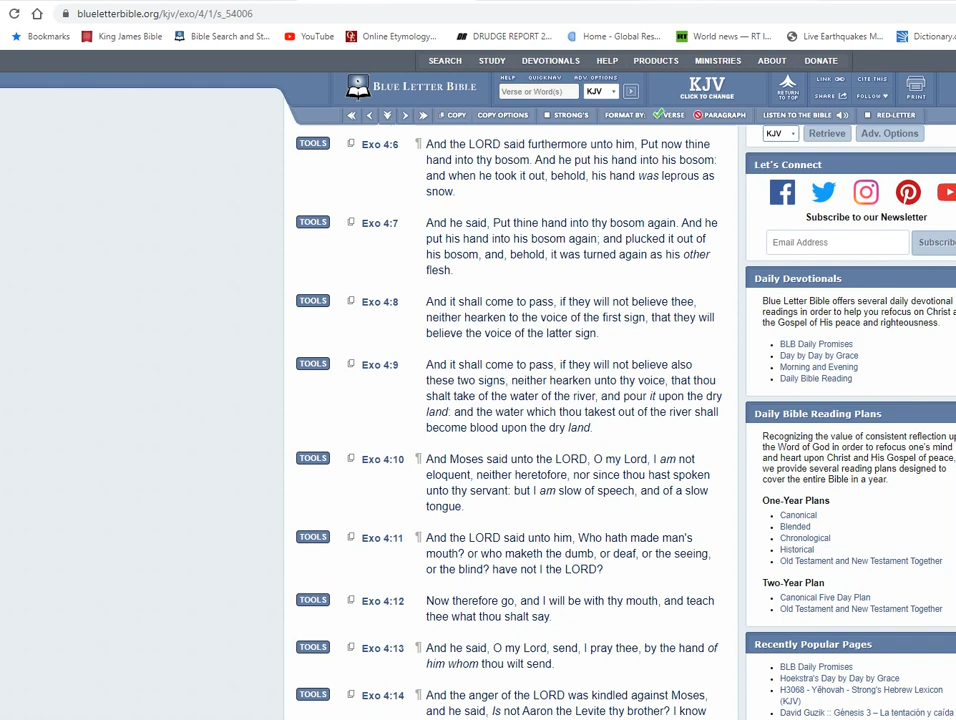 blueletterbible.org/kjv/exo/4/1/s_54006
Bookmarks King James Bible Bible Search and St... YouTube Online Etymology... DRUDGE REPORT 2... Home - Global Res... World news — RT I... Live Earthquakes M... Dictionary.c
SEARCH STUDY DEVOTIONALS HELP PRODUCTS MINISTRIES ABOUT DONATE
BLUE LETTER BIBLE
HELP QUICKNAV ADV OPTIONS
Verse or Word(s) KJV
KJV
CLICK TO CHANGE
RETURN TO TOP
LINK CITE THIS
SHARE FOLLOW
PRINT
COPY COPY OPTIONS STRONG'S FORMAT BY VERSE PARAGRAPH LISTEN TO THE BIBLE RED-LETTER
TOOLS Exo 4:6 ¶ And the LORD said furthermore unto him, Put now thine
hand into thy bosom. And he put his hand into his bosom:
and when he took it out, behold, his hand was leprous as
snow.
TOOLS Exo 4:7 And he said, Put thine hand into thy bosom again. And he
put his hand into his bosom again; and plucked it out of
his bosom, and, behold, it was turned again as his other
flesh.
TOOLS Exo 4:8 And it shall come to pass, if they will not believe thee,
neither hearken to the voice of the first sign, that they will
believe the voice of the latter sign.
TOOLS Exo 4:9 And it shall come to pass, if they will not believe also
these two signs, neither hearken unto thy voice, that thou
shalt take of the water of the river, and pour it upon the dry
land: and the water which thou takest out of the river shall
become blood upon the dry land.
TOOLS Exo 4:10 ¶ And Moses said unto the LORD, O my Lord, I am not
eloquent, neither heretofore, nor since thou hast spoken
unto thy servant: but I am slow of speech, and of a slow
tongue.
TOOLS Exo 4:11 ¶ And the LORD said unto him, Who hath made man's
mouth? or who maketh the dumb, or deaf, or the seeing,
or the blind? have not I the LORD?
TOOLS Exo 4:12 Now therefore go, and I will be with thy mouth, and teach
thee what thou shalt say.
TOOLS Exo 4:13 ¶ And he said, O my Lord, send, I pray thee, by the hand of
him whom thou wilt send.
TOOLS Exo 4:14 ¶ And the anger of the LORD was kindled against Moses,
and he said, Is not Aaron the Levite thy brother? I know
KJV Retrieve Adv. Options
Let's Connect
Subscribe to our Newsletter
Email Address Subscribe
Daily Devotionals
Blue Letter Bible offers several daily devotional
readings in order to help you refocus on Christ a
the Gospel of His peace and righteousness.
BLB Daily Promises
Day by Day by Grace
Morning and Evening
Daily Bible Reading
Daily Bible Reading Plans
Recognizing the value of consistent reflection up
the Word of God in order to refocus one's mind
and heart upon Christ and His Gospel of peace,
we provide several reading plans designed to
cover the entire Bible in a year.
One-Year Plans
Canonical
Blended
Chronological
Historical
Old Testament and New Testament Together
Two-Year Plan
Canonical Five Day Plan
Old Testament and New Testament Together
Recently Popular Pages
BLB Daily Promises
Hoekstra's Day by Day by Grace
H3068 - Yĕhovah - Strong's Hebrew Lexicon
(KJV)
David Guzik :: Génesis 3 – La tentación y caída